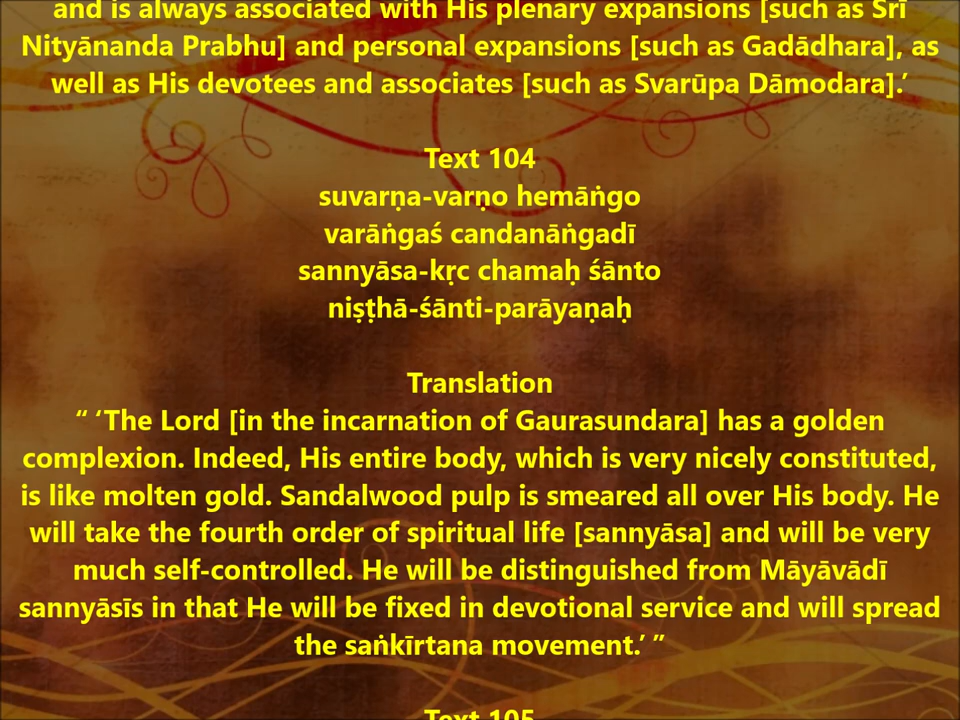 and is always associated with His plenary expansions [such as Śrī
Nityānanda Prabhu] and personal expansions [such as Gadādhara], as
well as His devotees and associates [such as Svarūpa Dāmodara].’
Text 104
suvarṇa-varṇo hemāṅgo
varāṅgaś candanāṅgadī
sannyāsa-kṛc chamaḥ śānto
niṣṭhā-śānti-parāyaṇaḥ
Translation
“ ‘The Lord [in the incarnation of Gaurasundara] has a golden
complexion. Indeed, His entire body, which is very nicely constituted,
is like molten gold. Sandalwood pulp is smeared all over His body. He
will take the fourth order of spiritual life [sannyāsa] and will be very
much self-controlled. He will be distinguished from Māyāvādī
sannyāsīs in that He will be fixed in devotional service and will spread
the saṅkīrtana movement.’ ”
Text 105